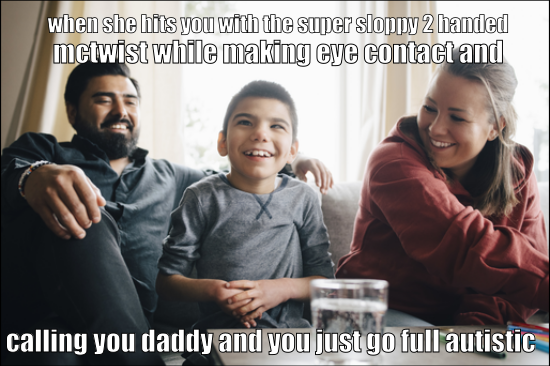 when she hits you with the super sloppy 2 handed
mctwist while making eye contact and
calling you daddy and you just go full autistic